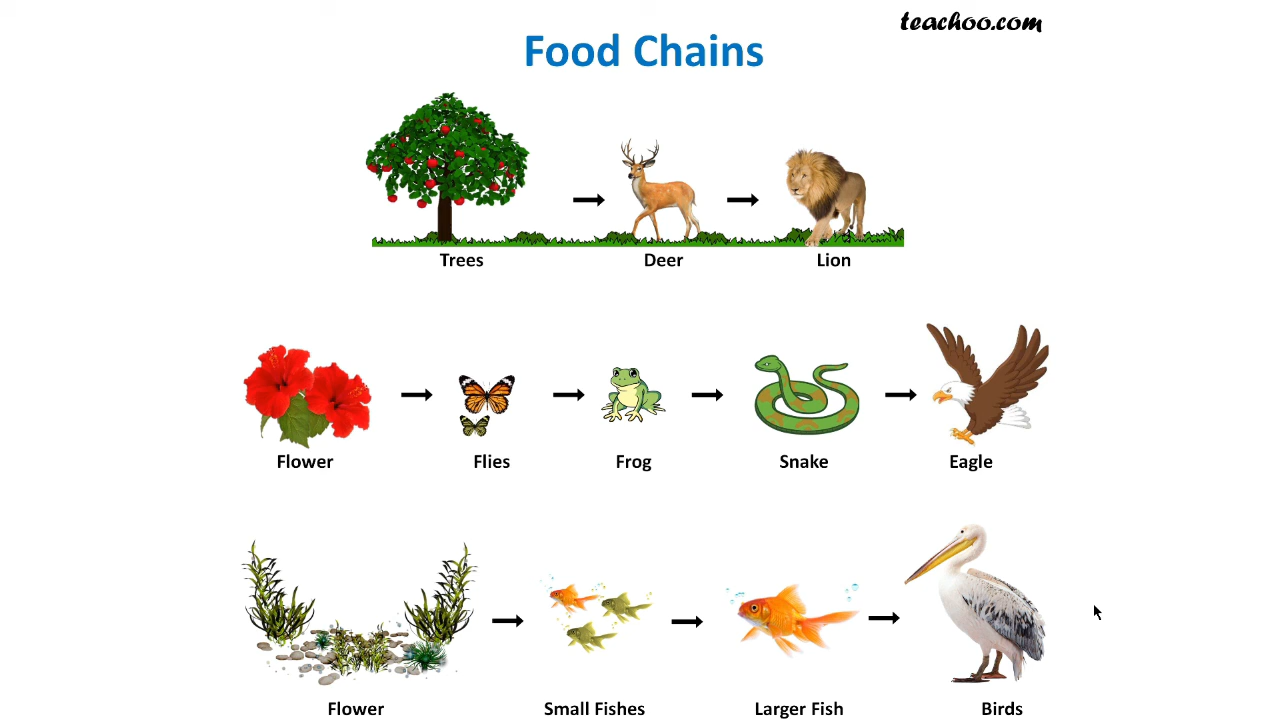 teachoo.com
Food Chains
Trees Deer Lion
Flower Flies Frog Snake Eagle
Flower Small Fishes Larger Fish Birds